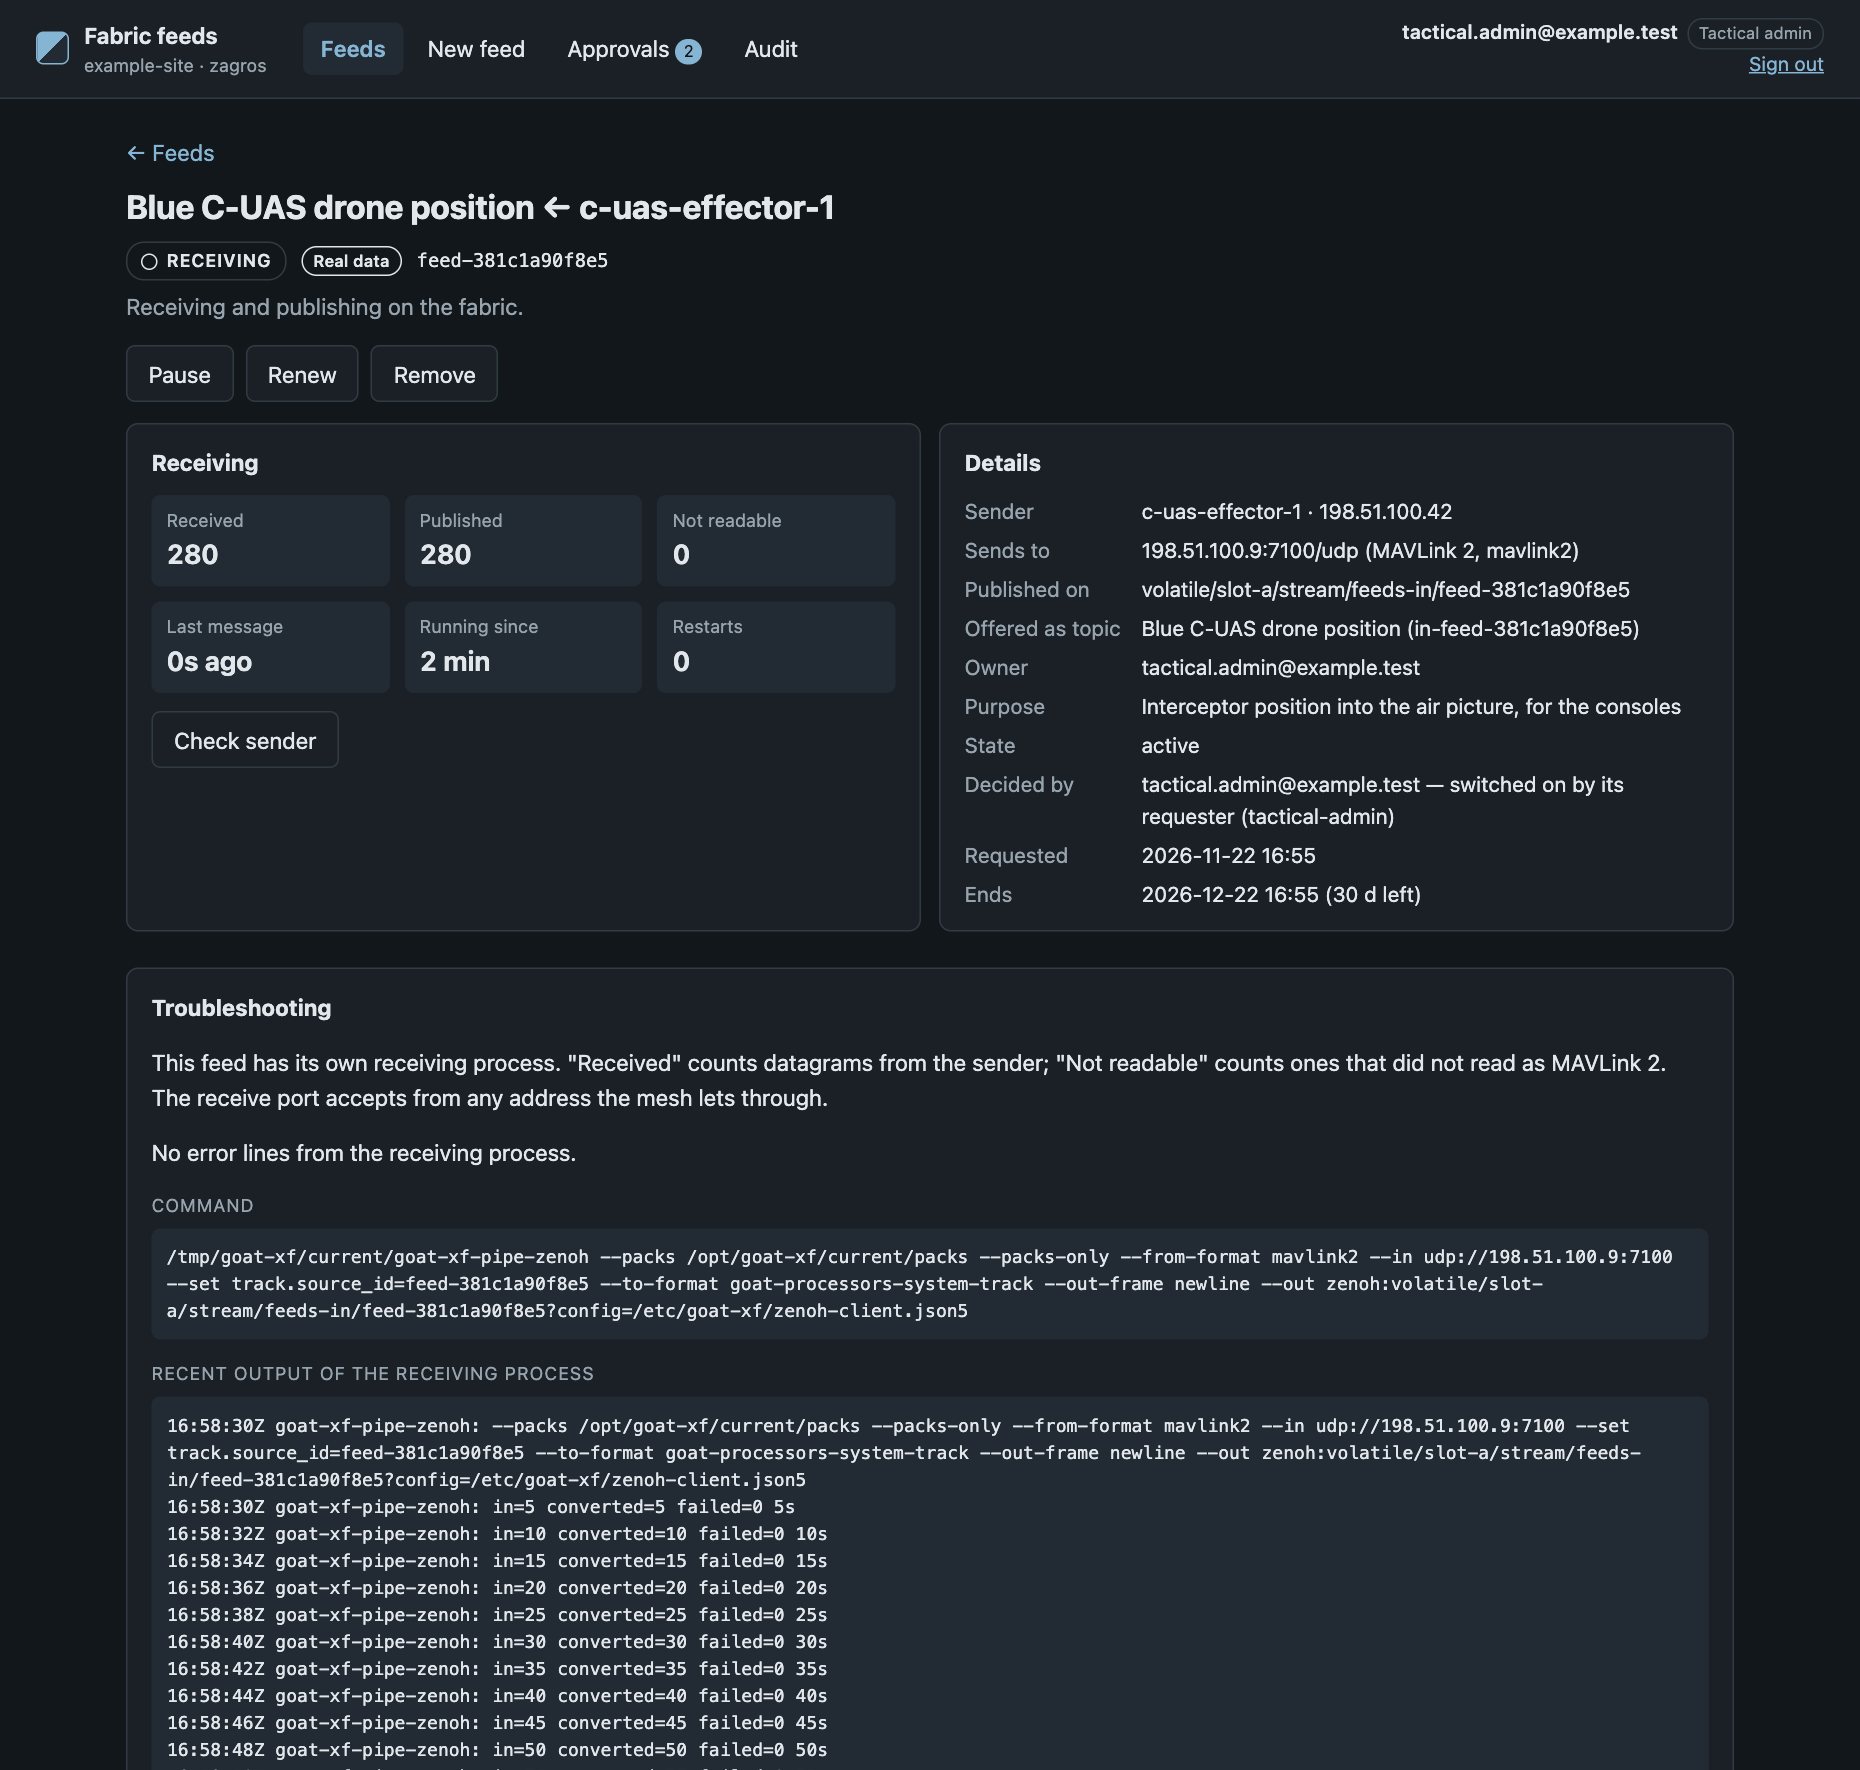 Fabric feeds
example-site · zagros
Feeds
New feed
Approvals 2
Audit
tactical.admin@example.test Tactical admin
Sign out
← Feeds
Blue C-UAS drone position ← c-uas-effector-1
RECEIVING Real data feed-381c1a90f8e5
Receiving and publishing on the fabric.
Pause Renew Remove
Receiving
Received
280
Published
280
Not readable
0
Last message
0s ago
Running since
2 min
Restarts
0
Check sender
Details
Sender c-uas-effector-1 · 198.51.100.42
Sends to 198.51.100.9:7100/udp (MAVLink 2, mavlink2)
Published on volatile/slot-a/stream/feeds-in/feed-381c1a90f8e5
Offered as topic Blue C-UAS drone position (in-feed-381c1a90f8e5)
Owner tactical.admin@example.test
Purpose Interceptor position into the air picture, for the consoles
State active
Decided by tactical.admin@example.test — switched on by its
requester (tactical-admin)
Requested 2026-11-22 16:55
Ends 2026-12-22 16:55 (30 d left)
Troubleshooting
This feed has its own receiving process. "Received" counts datagrams from the sender; "Not readable" counts ones that did not read as MAVLink 2.
The receive port accepts from any address the mesh lets through.
No error lines from the receiving process.
COMMAND
/tmp/goat-xf/current/goat-xf-pipe-zenoh --packs /opt/goat-xf/current/packs --packs-only --from-format mavlink2 --in udp://198.51.100.9:7100
--set track.source_id=feed-381c1a90f8e5 --to-format goat-processors-system-track --out-frame newline --out zenoh:volatile/slot-
a/stream/feeds-in/feed-381c1a90f8e5?config=/etc/goat-xf/zenoh-client.json5
RECENT OUTPUT OF THE RECEIVING PROCESS
16:58:30Z goat-xf-pipe-zenoh: --packs /opt/goat-xf/current/packs --packs-only --from-format mavlink2 --in udp://198.51.100.9:7100 --set
track.source_id=feed-381c1a90f8e5 --to-format goat-processors-system-track --out-frame newline --out zenoh:volatile/slot-a/stream/feeds-
in/feed-381c1a90f8e5?config=/etc/goat-xf/zenoh-client.json5
16:58:30Z goat-xf-pipe-zenoh: in=5 converted=5 failed=0 5s
16:58:32Z goat-xf-pipe-zenoh: in=10 converted=10 failed=0 10s
16:58:34Z goat-xf-pipe-zenoh: in=15 converted=15 failed=0 15s
16:58:36Z goat-xf-pipe-zenoh: in=20 converted=20 failed=0 20s
16:58:38Z goat-xf-pipe-zenoh: in=25 converted=25 failed=0 25s
16:58:40Z goat-xf-pipe-zenoh: in=30 converted=30 failed=0 30s
16:58:42Z goat-xf-pipe-zenoh: in=35 converted=35 failed=0 35s
16:58:44Z goat-xf-pipe-zenoh: in=40 converted=40 failed=0 40s
16:58:46Z goat-xf-pipe-zenoh: in=45 converted=45 failed=0 45s
16:58:48Z goat-xf-pipe-zenoh: in=50 converted=50 failed=0 50s